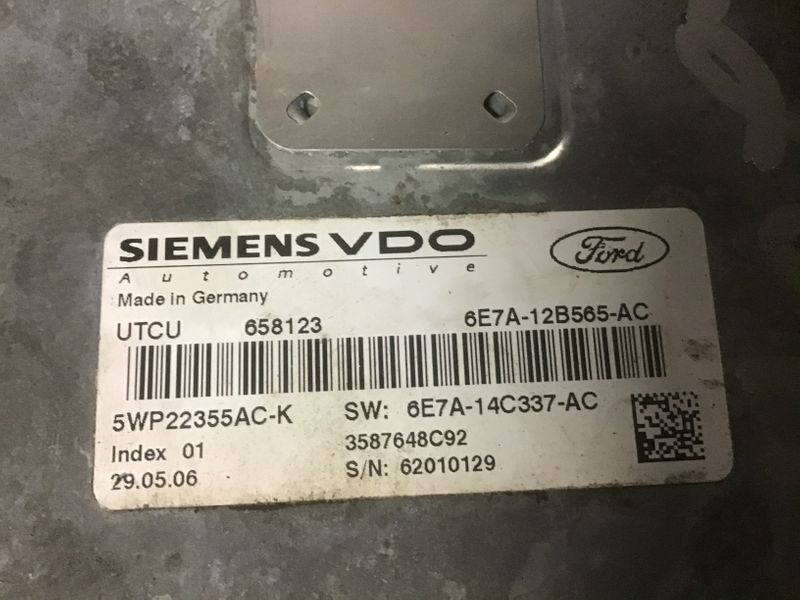 SIEMENS VDO
Automotive
Ford
Made in Germany
UTCU 658123 6E7A-12B565-AC
5WP22355AC-K SW: 6E7A-14C337-AC
Index 01 3587648C92
29.05.06 S/N: 62010129